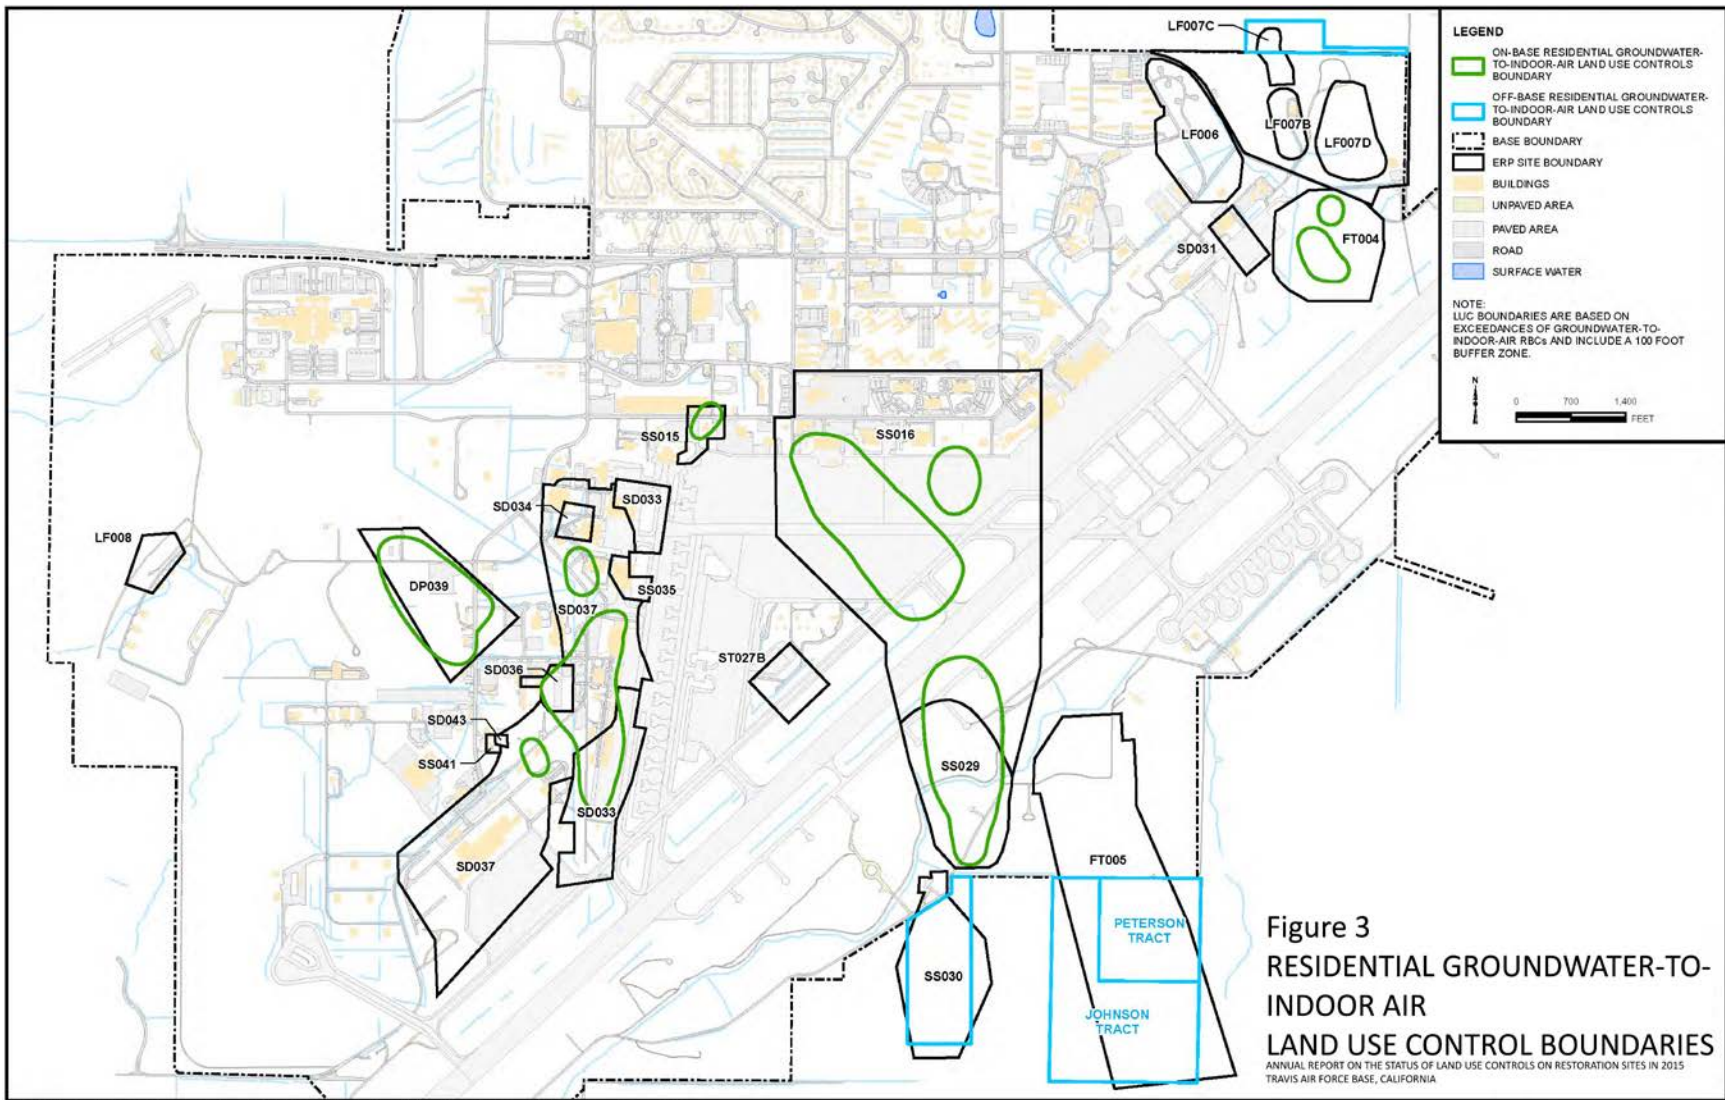 LF007C
LEGEND
ON-BASE RESIDENTIAL GROUNDWATER-
TO-INDOOR-AIR LAND USE CONTROLS
BOUNDARY
OFF-BASE RESIDENTIAL GROUNDWATER-
TO-INDOOR-AIR LAND USE CONTROLS
BOUNDARY
BASE BOUNDARY
ERP SITE BOUNDARY
BUILDINGS
UNPAVED AREA
PAVED AREA
ROAD
SURFACE WATER
NOTE:
LUC BOUNDARIES ARE BASED ON
EXCEEDANCES OF GROUNDWATER-TO-
INDOOR-AIR RBCs AND INCLUDE A 100 FOOT
BUFFER ZONE.
N
0 700 1,400
FEET
LF006
LF007B
LF007D
FT004
SD031
SS015
SS016
SD034
SD033
LF008
DP039
SS035
SD037
SD036
ST027B
SD043
SS041
SS029
SD033
SD037
FT005
SS030
PETERSON
TRACT
JOHNSON
TRACT
Figure 3
RESIDENTIAL GROUNDWATER-TO-
INDOOR AIR
LAND USE CONTROL BOUNDARIES
ANNUAL REPORT ON THE STATUS OF LAND USE CONTROLS ON RESTORATION SITES IN 2015
TRAVIS AIR FORCE BASE, CALIFORNIA